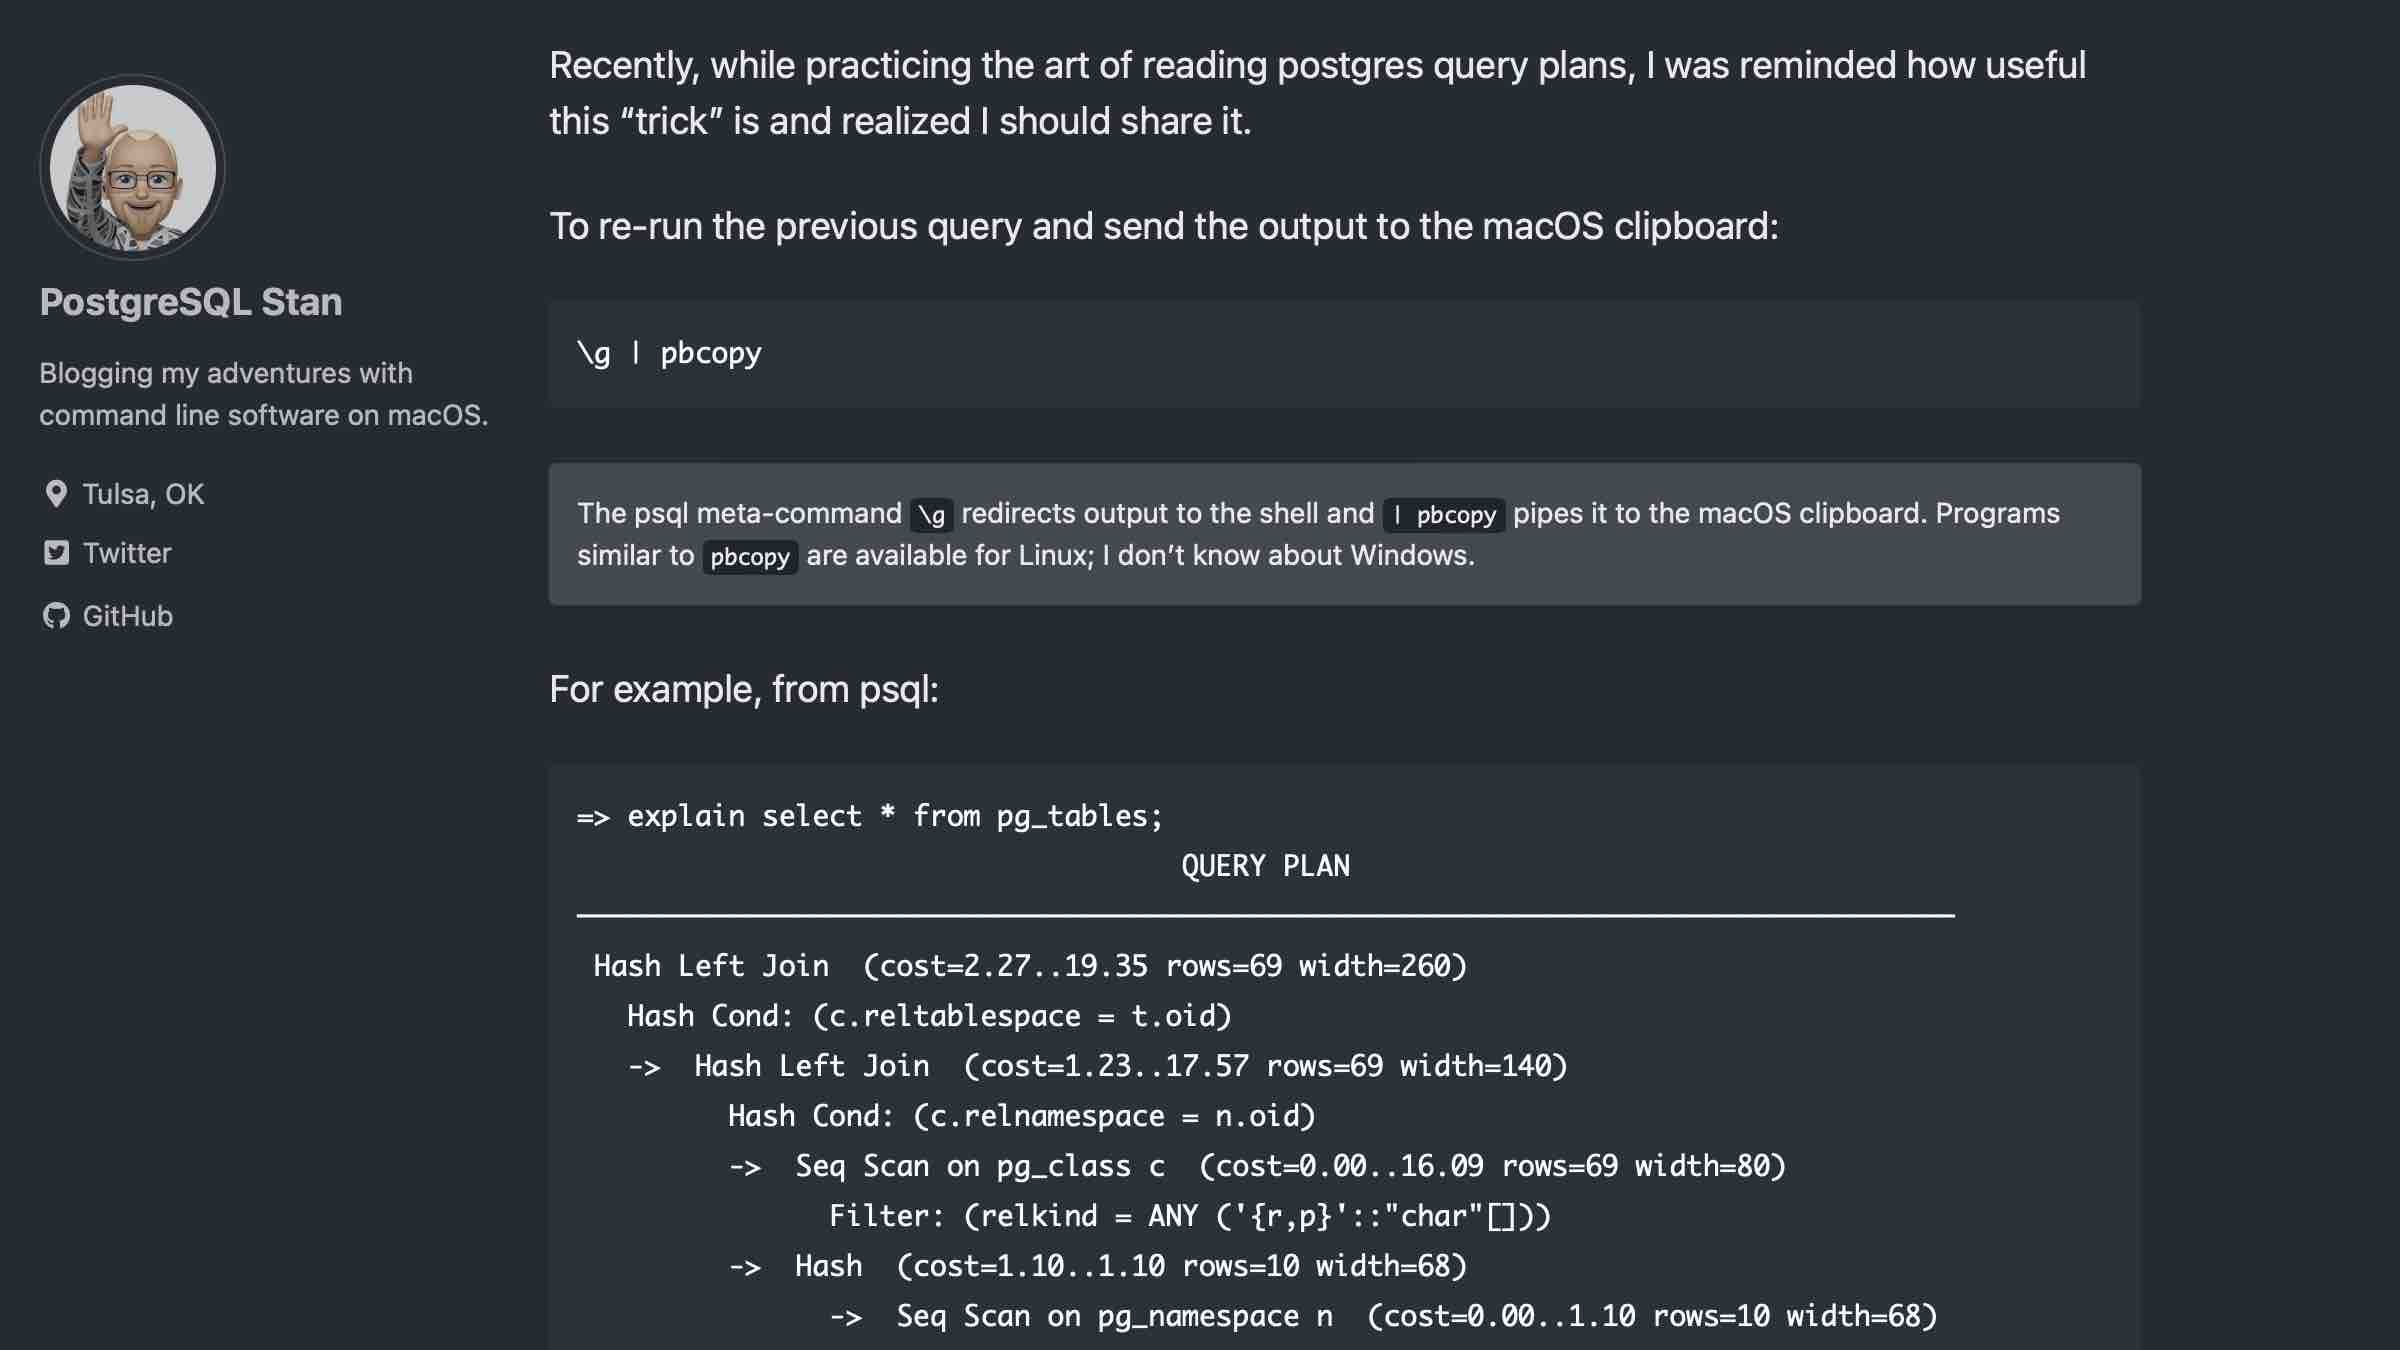 PostgreSQL Stan
Blogging my adventures with
command line software on macOS.
Tulsa, OK
Twitter
GitHub
Recently, while practicing the art of reading postgres query plans, I was reminded how useful
this “trick” is and realized I should share it.
To re-run the previous query and send the output to the macOS clipboard:
\g | pbcopy
The psql meta-command \g redirects output to the shell and | pbcopy pipes it to the macOS clipboard. Programs
similar to pbcopy are available for Linux; I don’t know about Windows.
For example, from psql:
=> explain select * from pg_tables;
QUERY PLAN
Hash Left Join  (cost=2.27..19.35 rows=69 width=260)
Hash Cond: (c.reltablespace = t.oid)
->  Hash Left Join  (cost=1.23..17.57 rows=69 width=140)
Hash Cond: (c.relnamespace = n.oid)
->  Seq Scan on pg_class c  (cost=0.00..16.09 rows=69 width=80)
Filter: (relkind = ANY ('{r,p}'::"char"[]))
->  Hash  (cost=1.10..1.10 rows=10 width=68)
->  Seq Scan on pg_namespace n  (cost=0.00..1.10 rows=10 width=68)